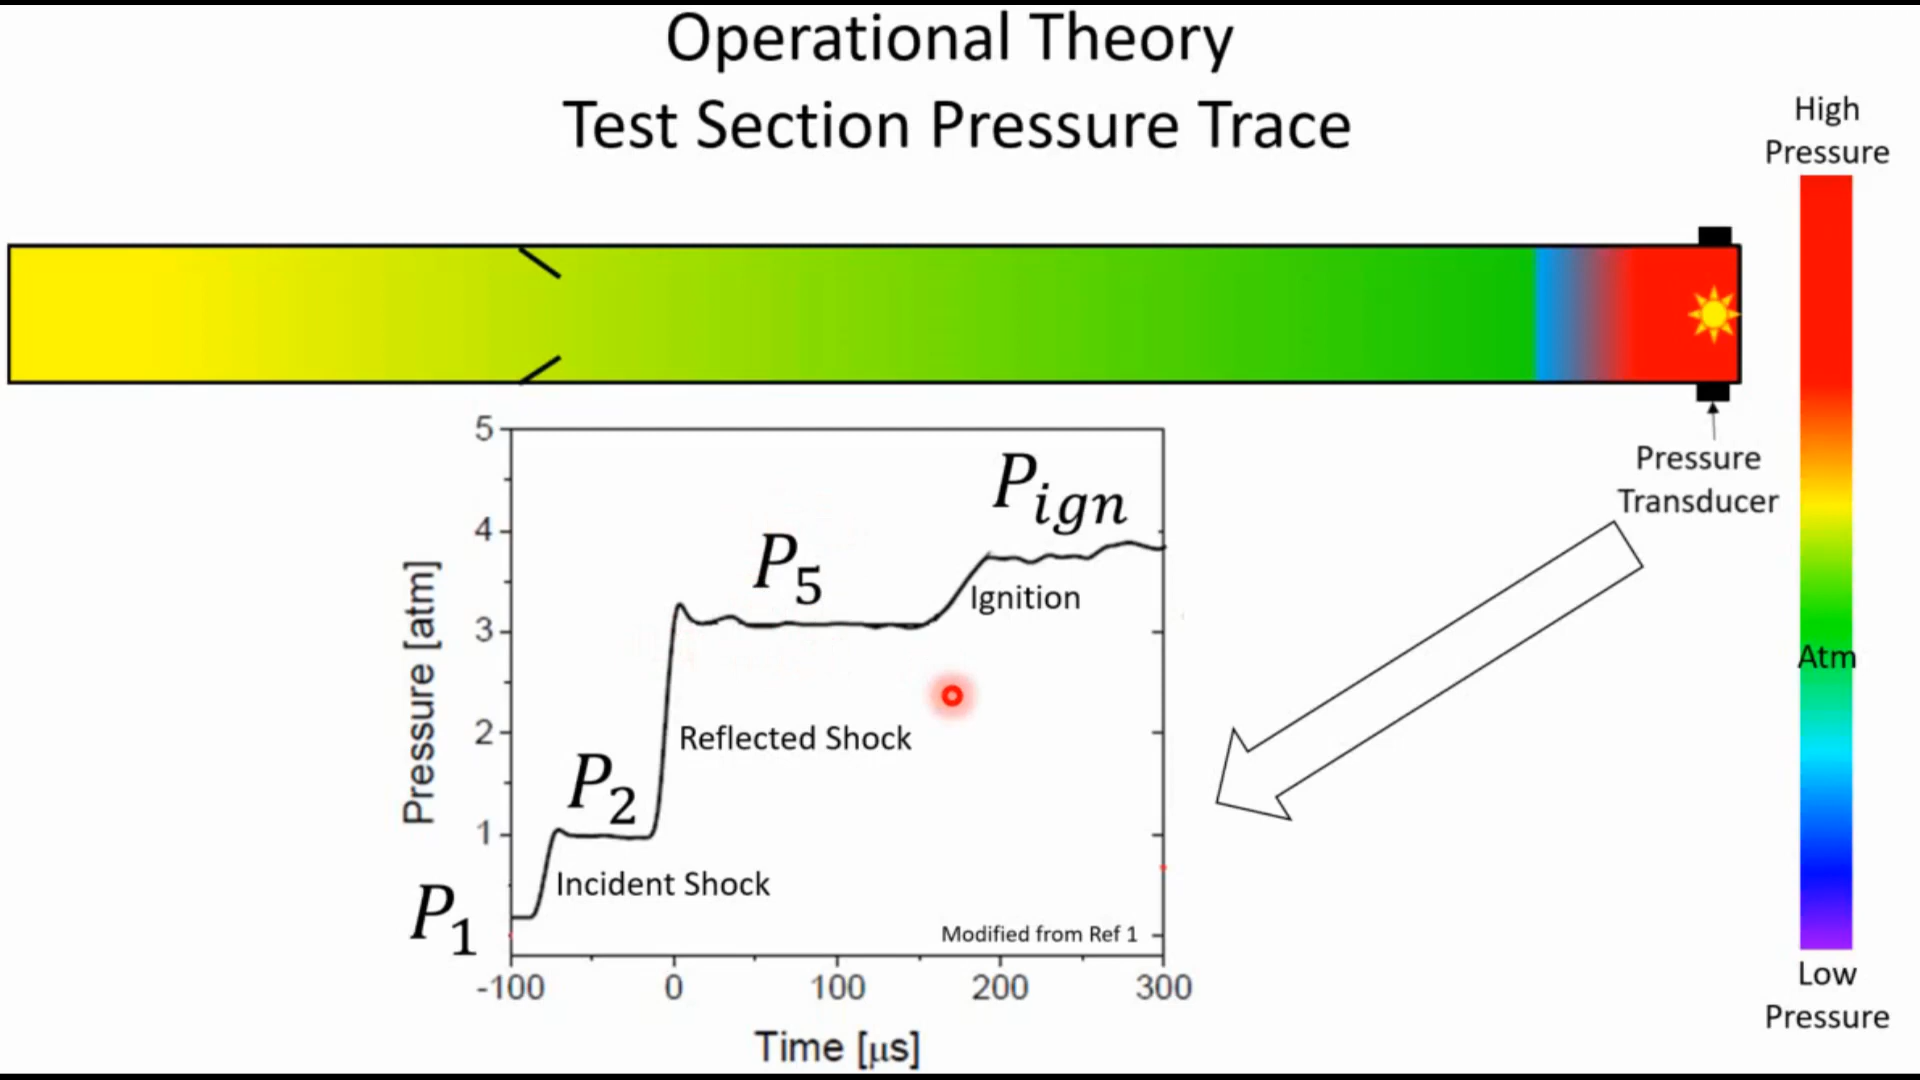 Operational Theory
Test Section Pressure Trace
High
Pressure
Pressure
Transducer
5
4
3
2
1
Pressure [atm]
P_ign
P_5
Ignition
Reflected Shock
P_2
Incident Shock
P_1
Modified from Ref 1
-100 0 100 200 300
Time [μs]
Atm
Low
Pressure